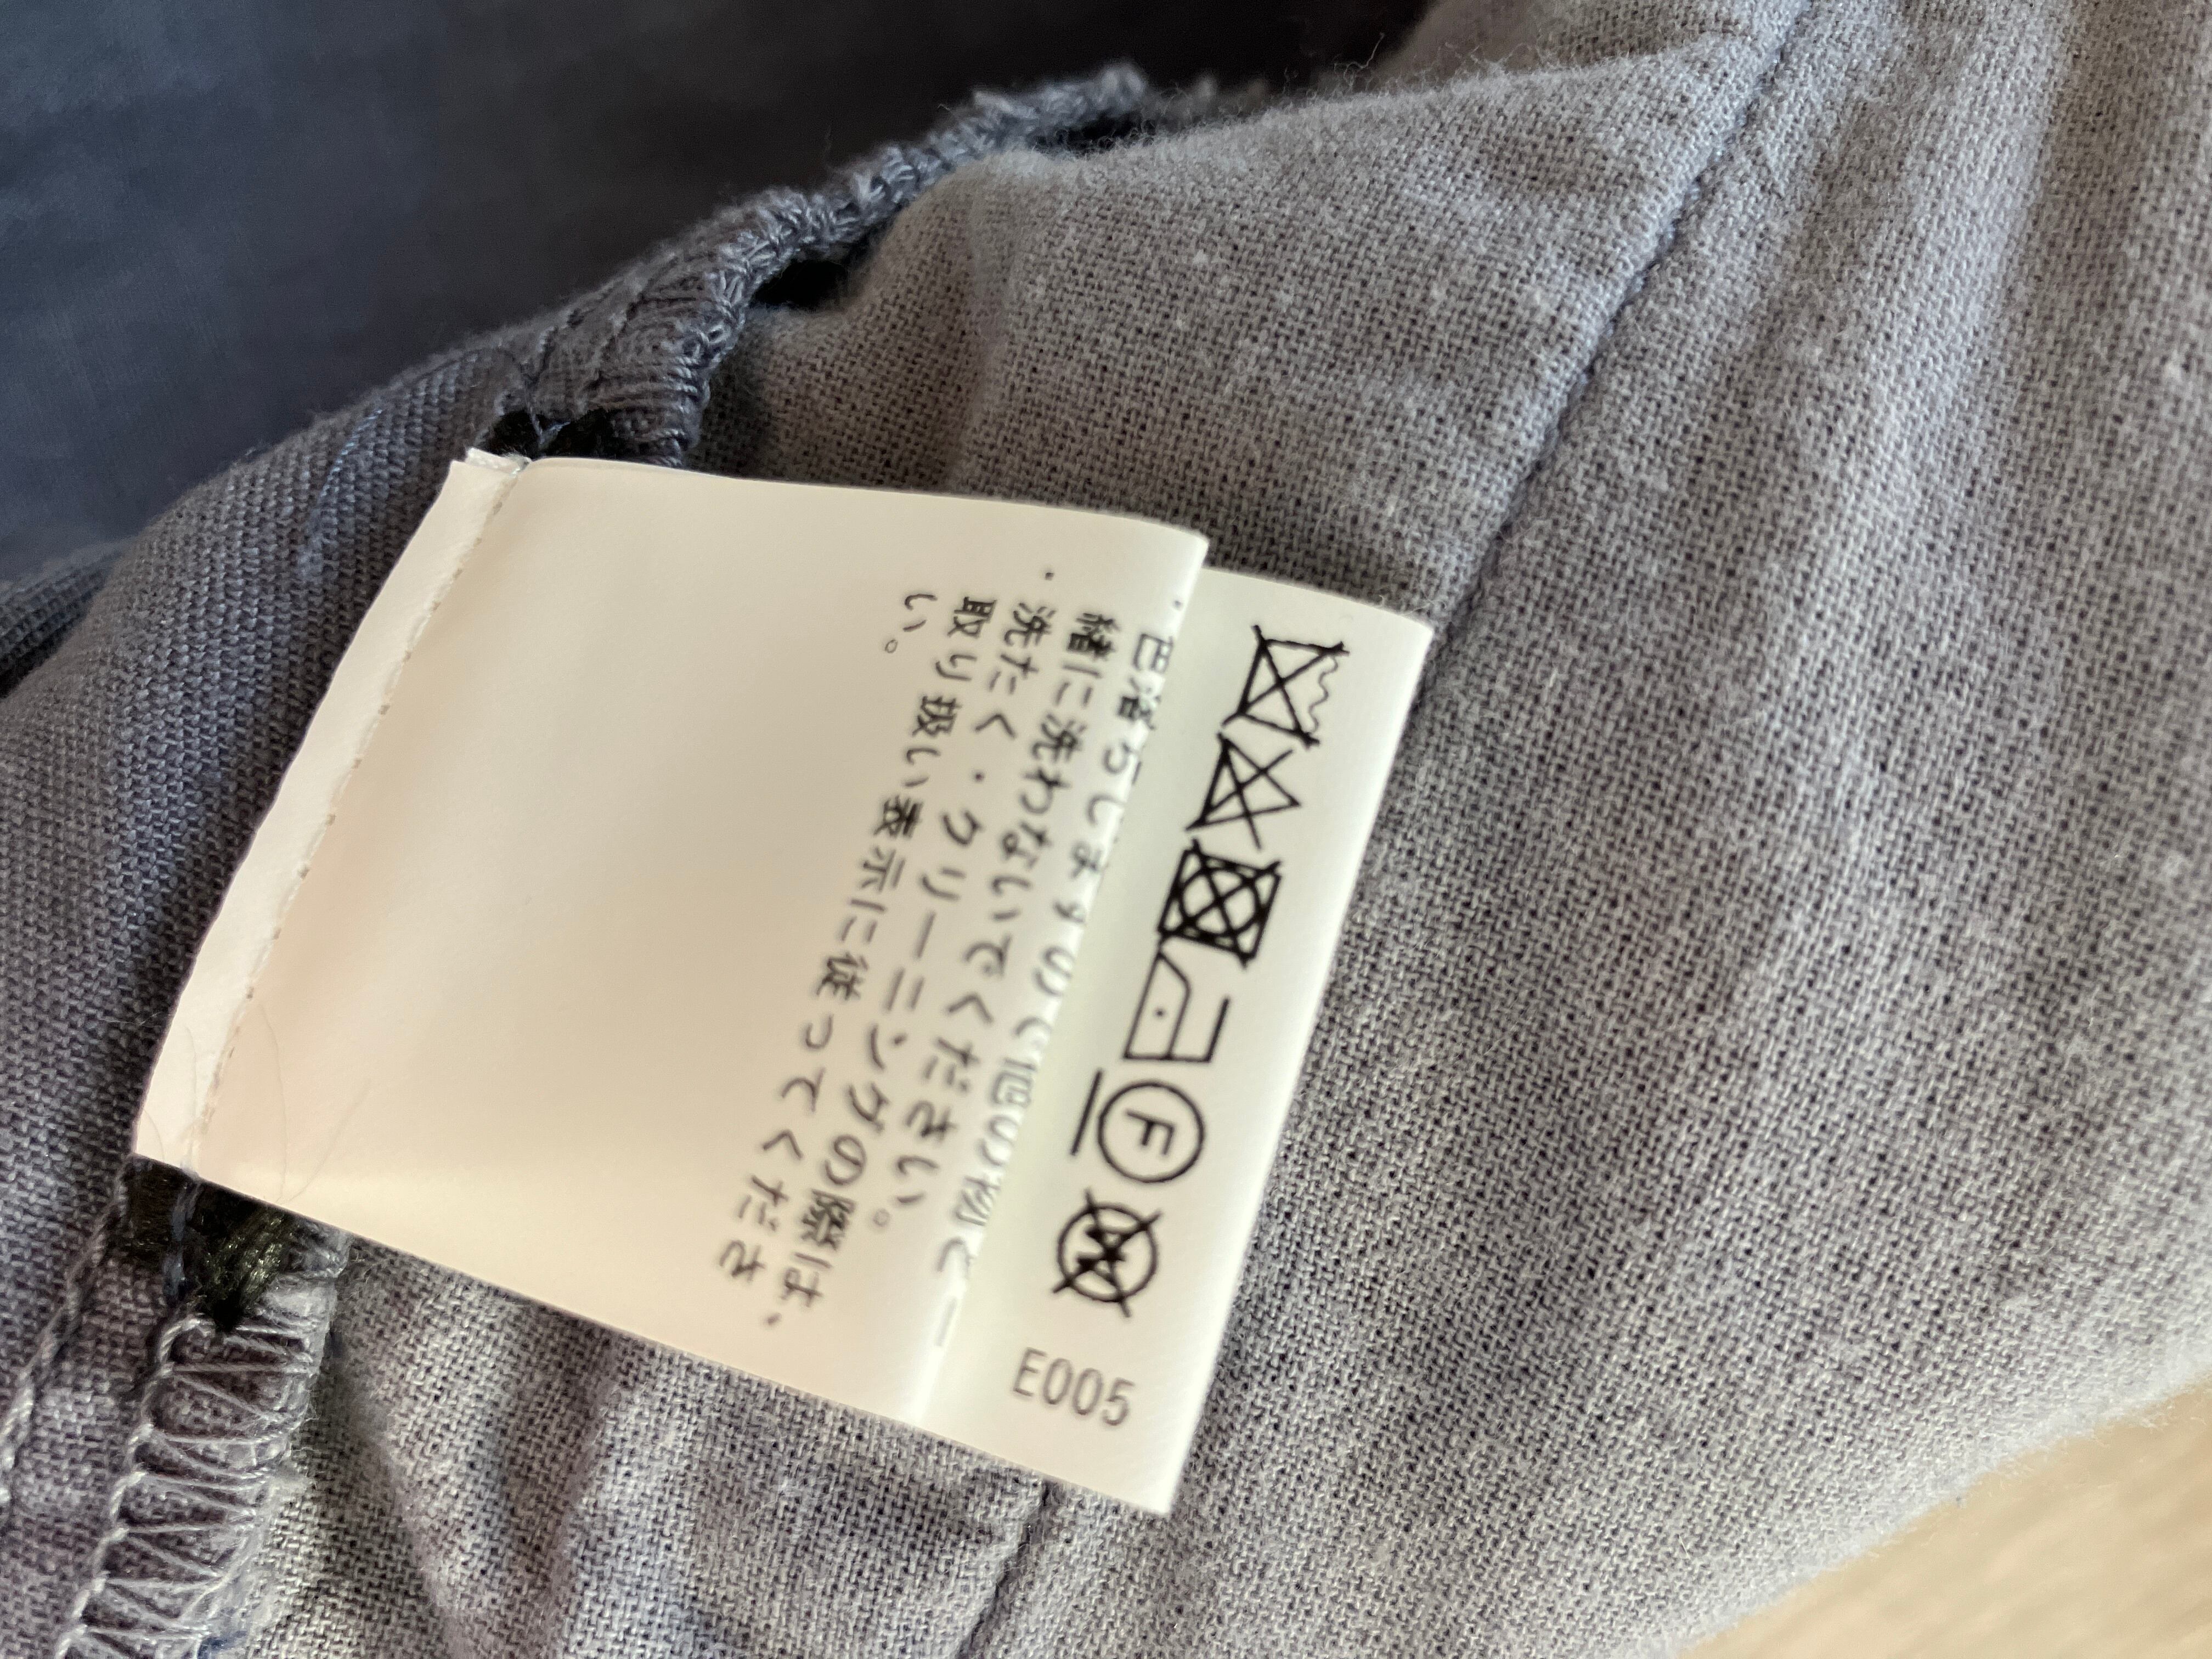 E005
・色落ちしますので他の物と一
緒に洗わないでください。
・洗たく・クリーニングの際は、
取り扱い表示に従ってくださ
い。